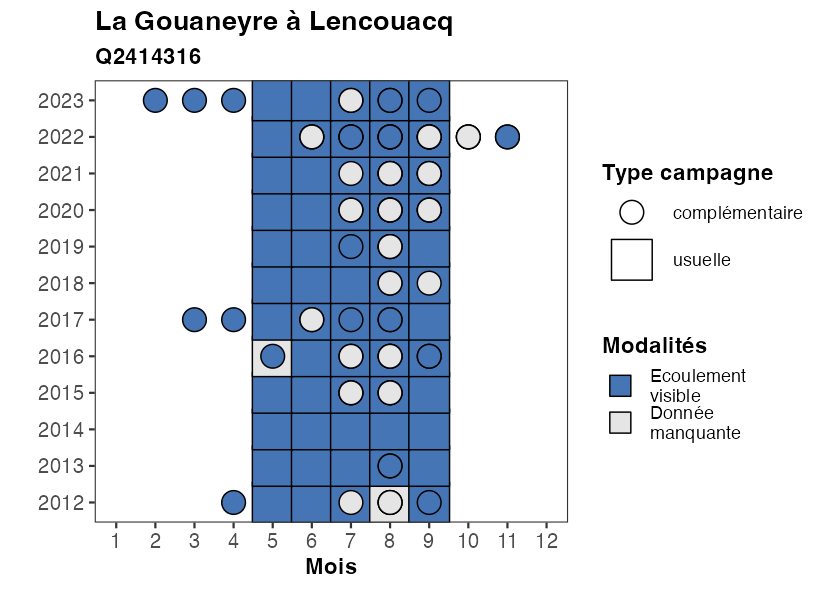 La Gouaneyre à Lencouacq
Q2414316
2023
2022
2021
2020
2019
2018
2017
2016
2015
2014
2013
2012
1 2 3 4 5 6 7 8 9 10 11 12
Mois
Type campagne
complémentaire
usuelle
Modalités
Ecoulement
visible
Donnée
manquante